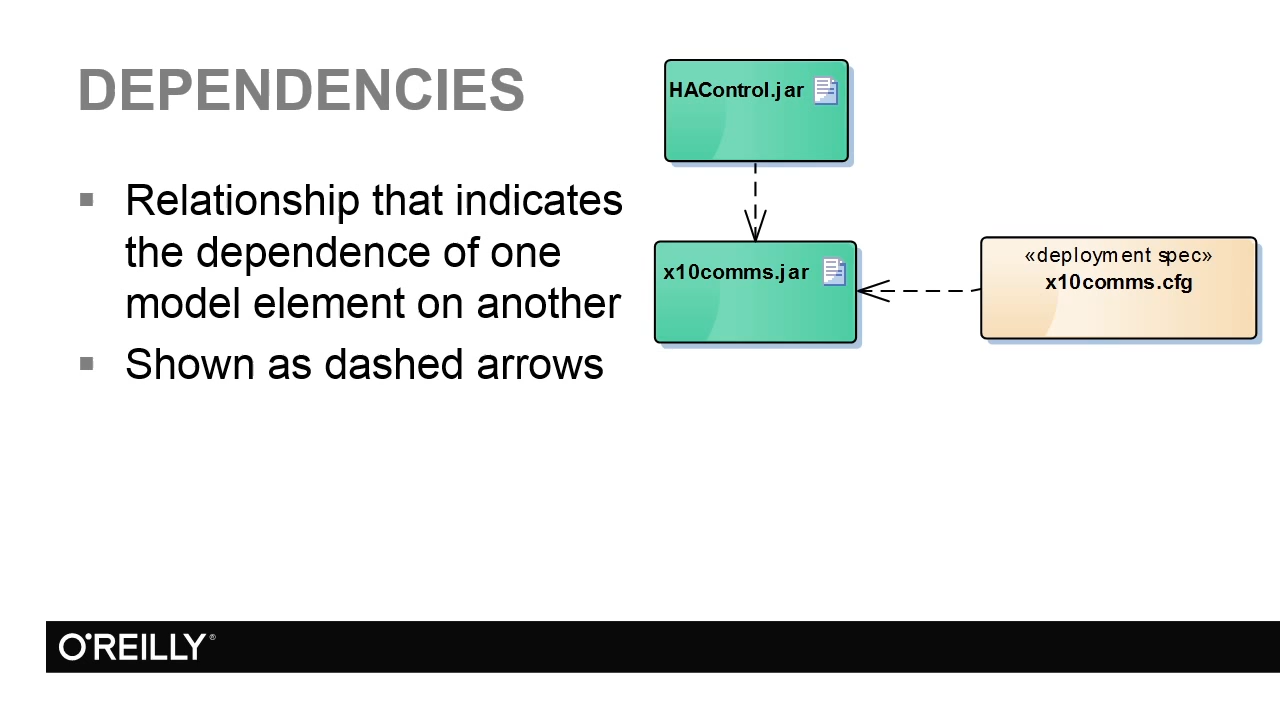 DEPENDENCIES
▪ Relationship that indicates
the dependence of one
model element on another
▪ Shown as dashed arrows
HAControl.jar
x10comms.jar
«deployment spec»
x10comms.cfg
O'REILLY®